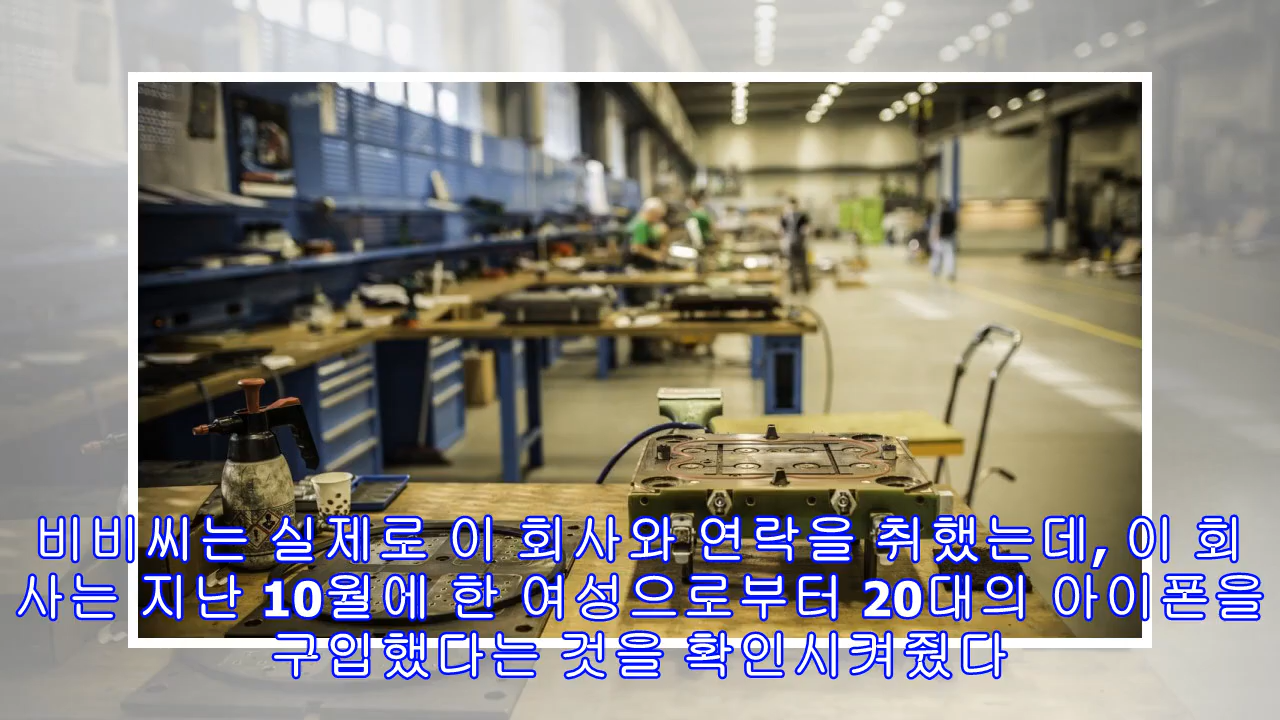 비비씨는 실제로 이 회사와 연락을 취했는데, 이 회
사는 지난 10월에 한 여성으로부터 20대의 아이폰을
구입했다는 것을 확인시켜줬다